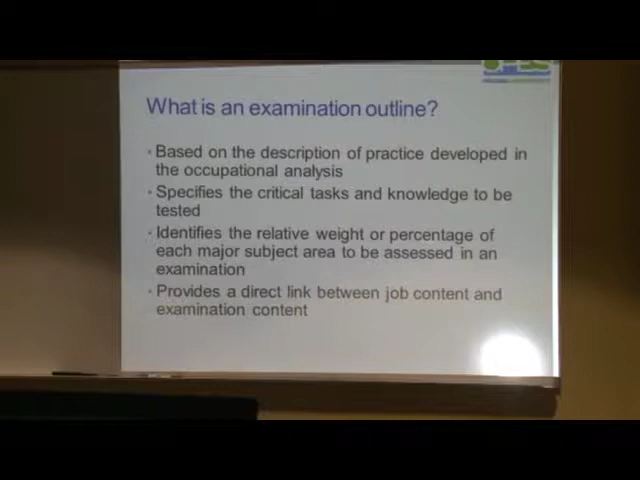 What is an examination outline?
· Based on the description of practice developed in
the occupational analysis
· Specifies the critical tasks and knowledge to be
tested
· Identifies the relative weight or percentage of
each major subject area to be assessed in an
examination
· Provides a direct link between job content and
examination content